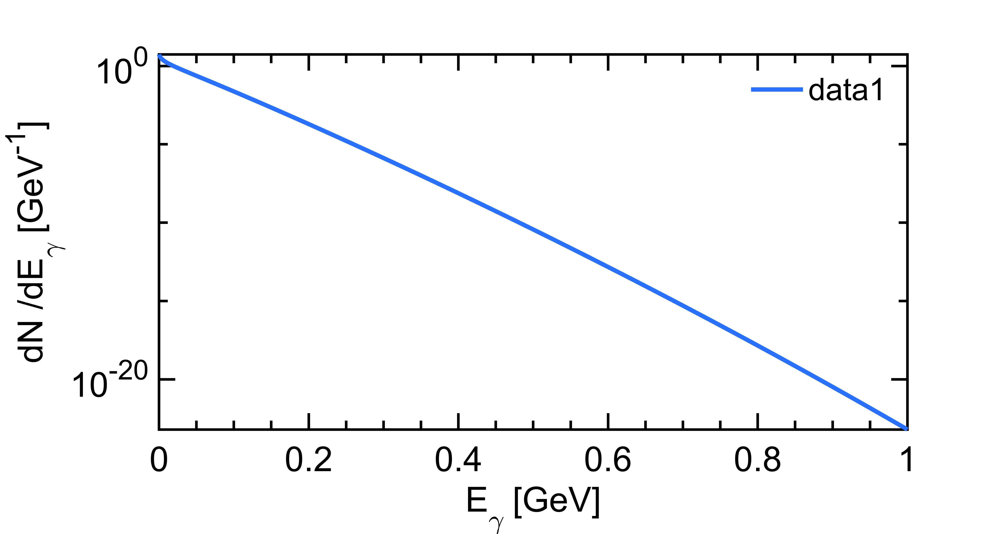 10^0
10^-20
dN /dE_γ [GeV^-1]
data1
0 0.2 0.4 0.6 0.8 1
E_γ [GeV]